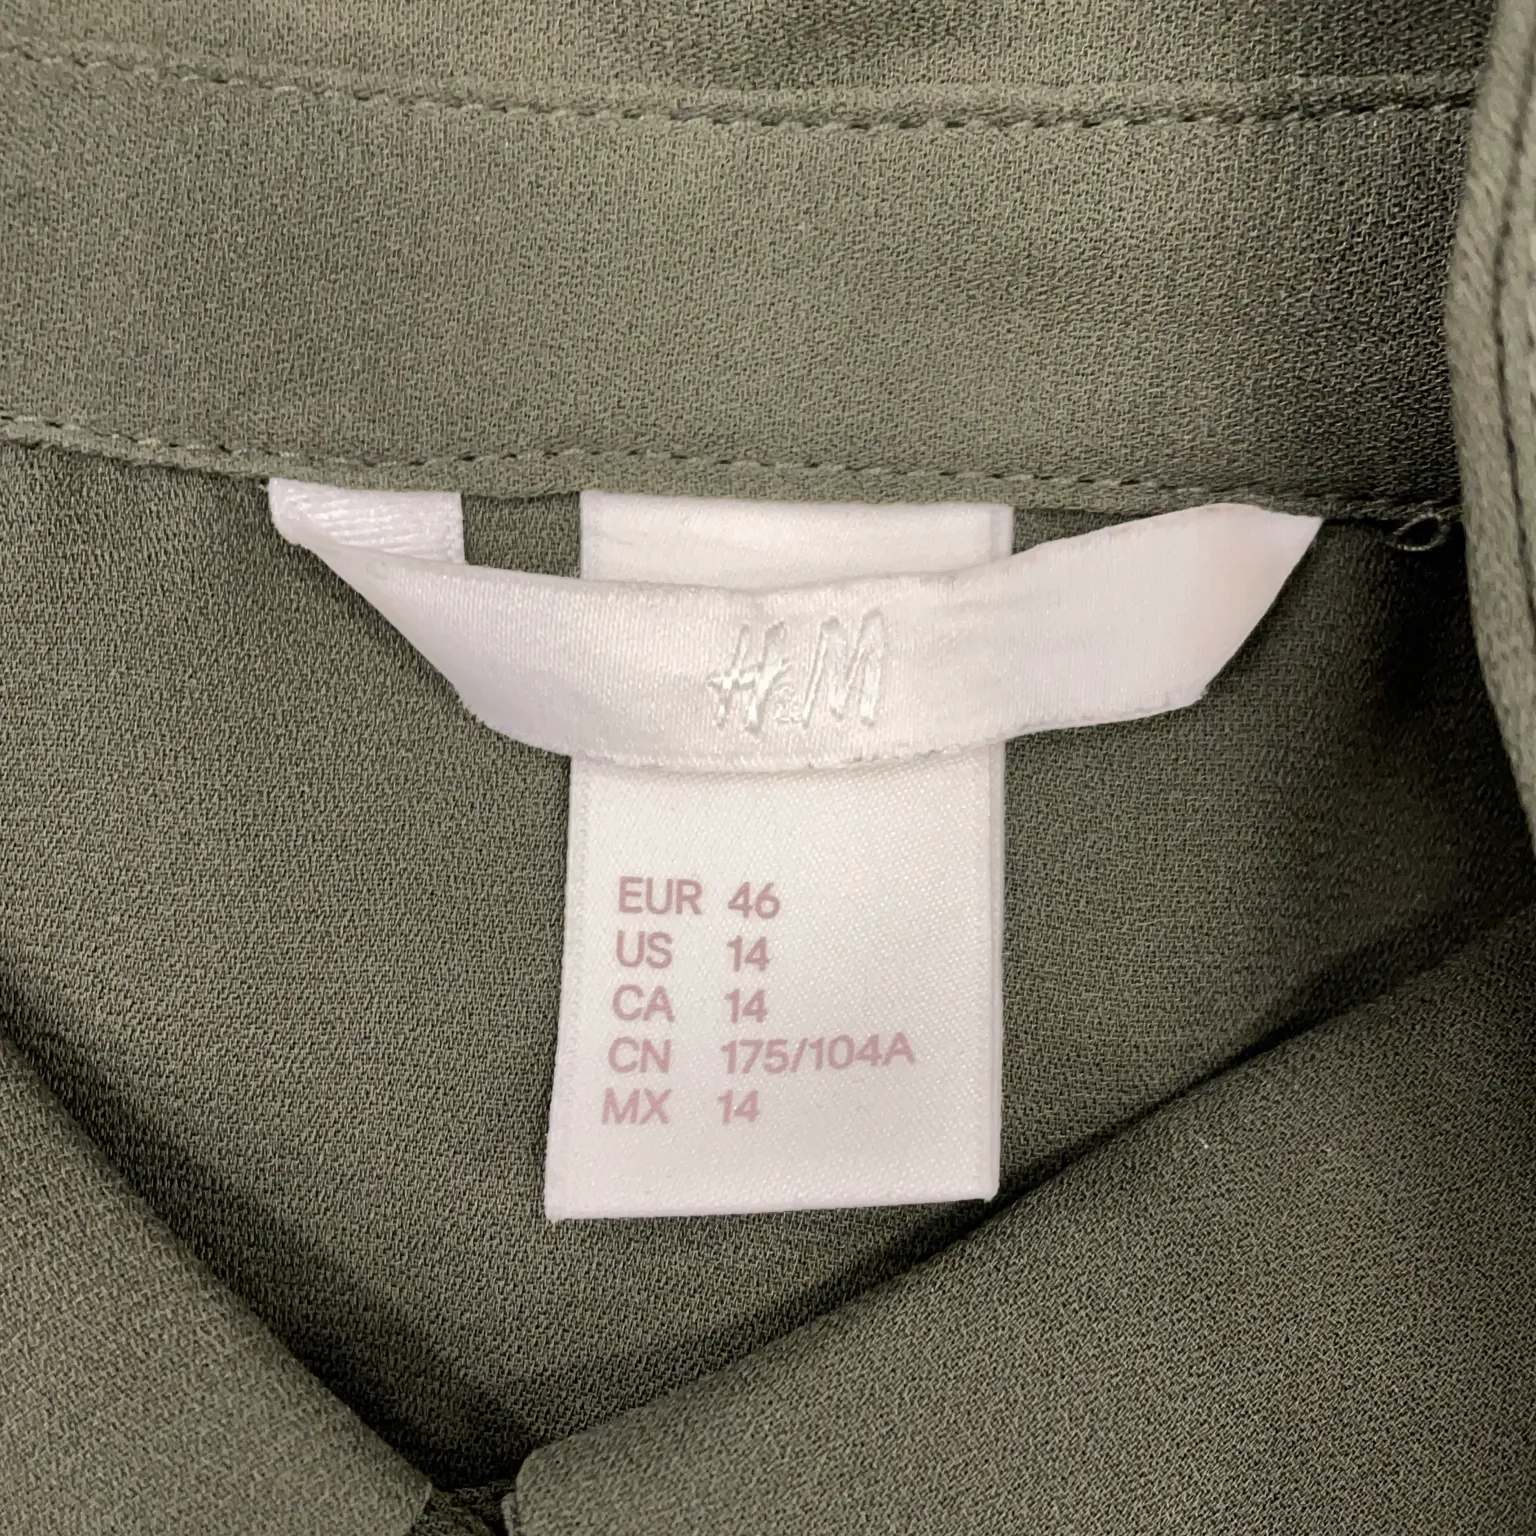 H&M
EUR 46
US 14
CA 14
CN 175/104A
MX 14